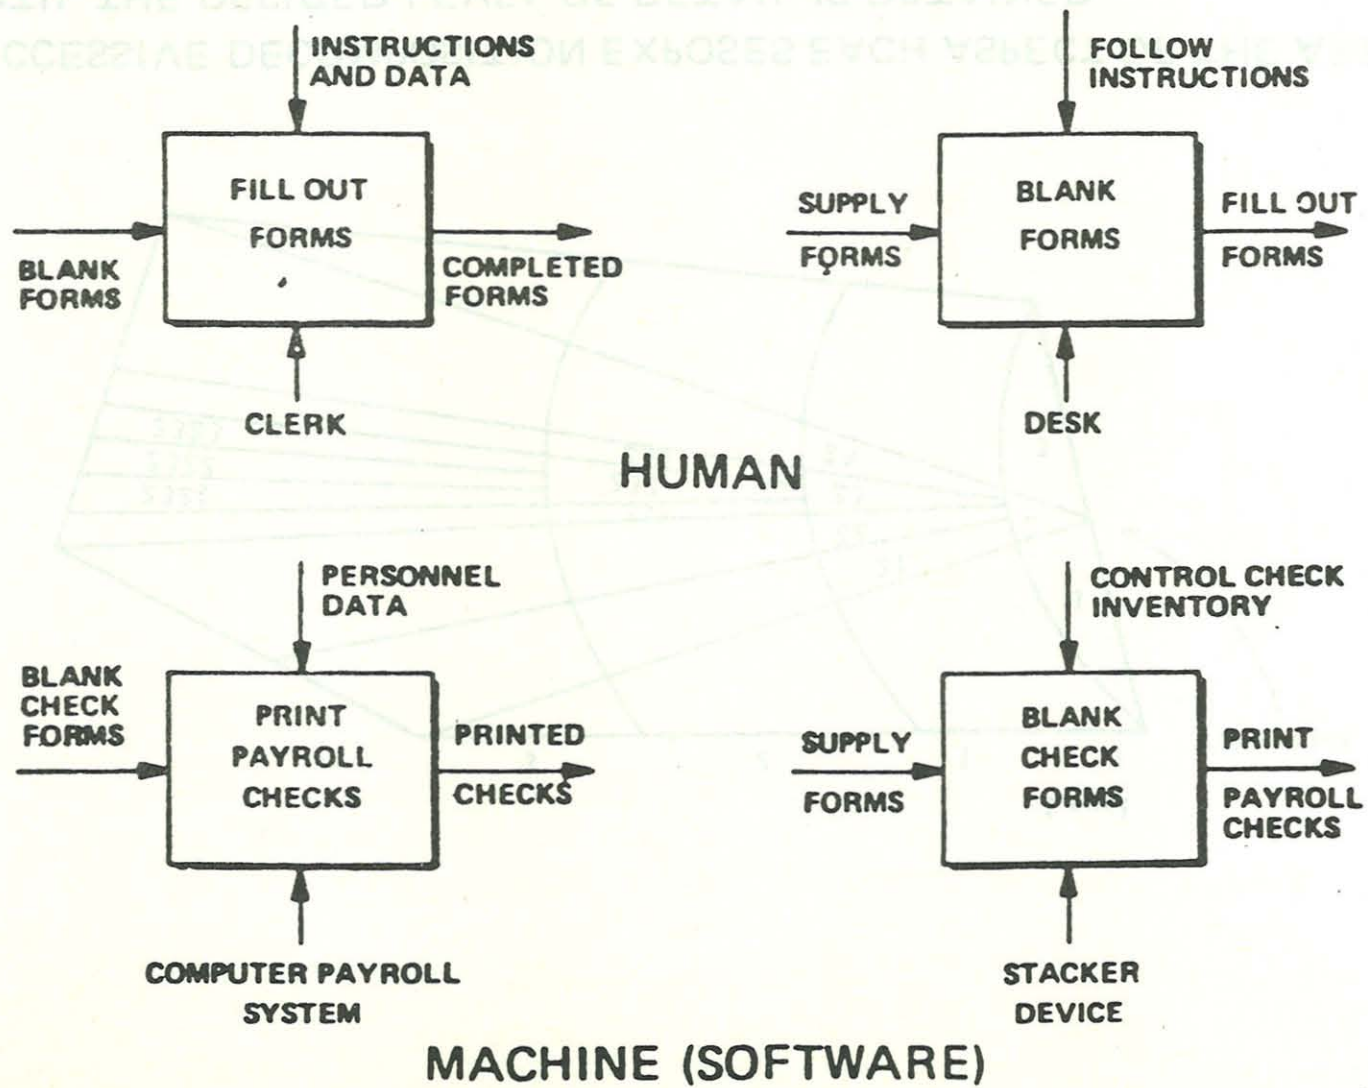 INSTRUCTIONS
AND DATA
FILL OUT
FORMS
BLANK
FORMS
COMPLETED
FORMS
CLERK
FOLLOW
INSTRUCTIONS
SUPPLY
FORMS
BLANK
FORMS
FILL OUT
FORMS
DESK
HUMAN
PERSONNEL
DATA
BLANK
CHECK
FORMS
PRINT
PAYROLL
CHECKS
PRINTED
CHECKS
COMPUTER PAYROLL
SYSTEM
CONTROL CHECK
INVENTORY
SUPPLY
FORMS
BLANK
CHECK
FORMS
PRINT
PAYROLL
CHECKS
STACKER
DEVICE
MACHINE (SOFTWARE)